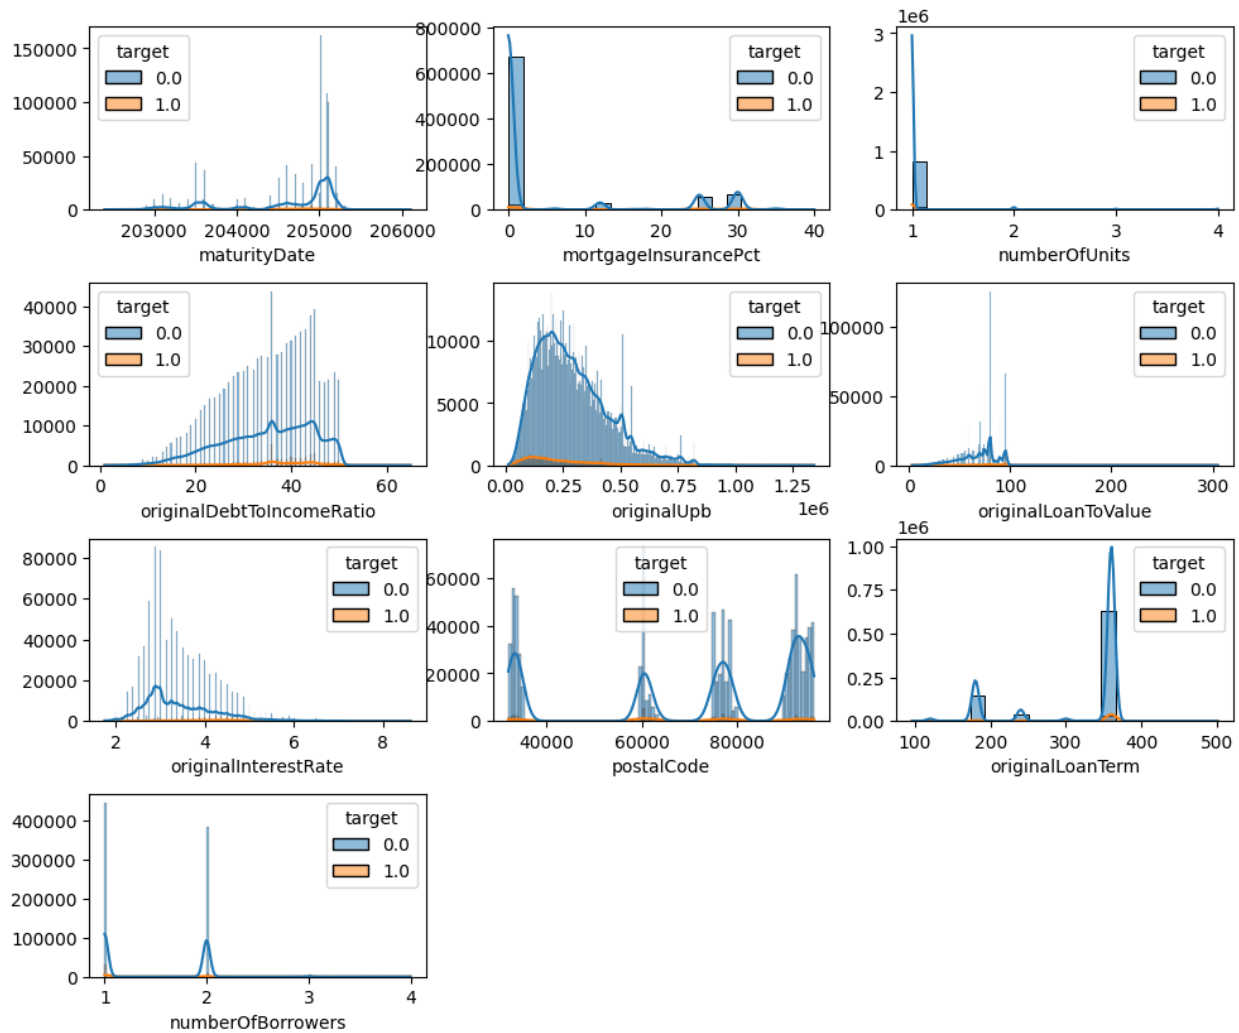 150000
100000
50000
0
203000 204000 205000 206000
maturityDate
target
0.0
1.0
800000
600000
400000
200000
0
0 10 20 30 40
mortgageInsurancePct
target
0.0
1.0
1e6
3
2
1
0
1 2 3 4
numberOfUnits
target
0.0
1.0
40000
30000
20000
10000
0
0 20 40 60
originalDebtToIncomeRatio
target
0.0
1.0
10000
5000
0
0.00 0.25 0.50 0.75 1.00 1.25
1e6
originalUpb
target
0.0
1.0
100000
50000
0
0 100 200 300
originalLoanToValue
target
0.0
1.0
80000
60000
40000
20000
0
2 4 6 8
originalInterestRate
target
0.0
1.0
60000
40000
20000
0
40000 60000 80000
postalCode
target
0.0
1.0
1e6
1.00
0.75
0.50
0.25
0.00
100 200 300 400 500
originalLoanTerm
target
0.0
1.0
400000
300000
200000
100000
0
1 2 3 4
numberOfBorrowers
target
0.0
1.0